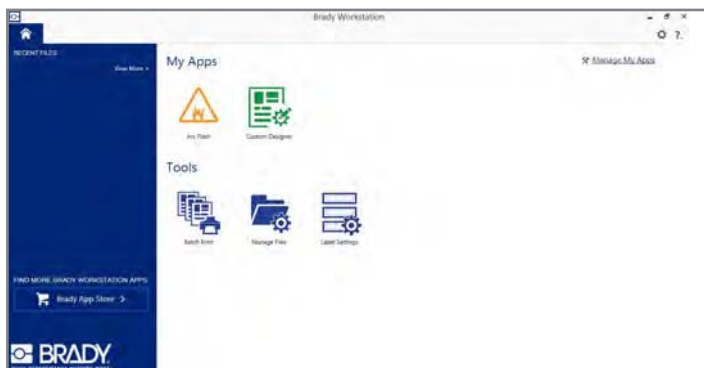 Brady Workstation
?
RECENT FILES
View More >
My Apps
Manage My Apps
Arc Flash
Custom Designer
Tools
Batch Print
Manage Files
Label Settings
FIND MORE BRADY WORKSTATION APPS
Brady App Store >
BRADY